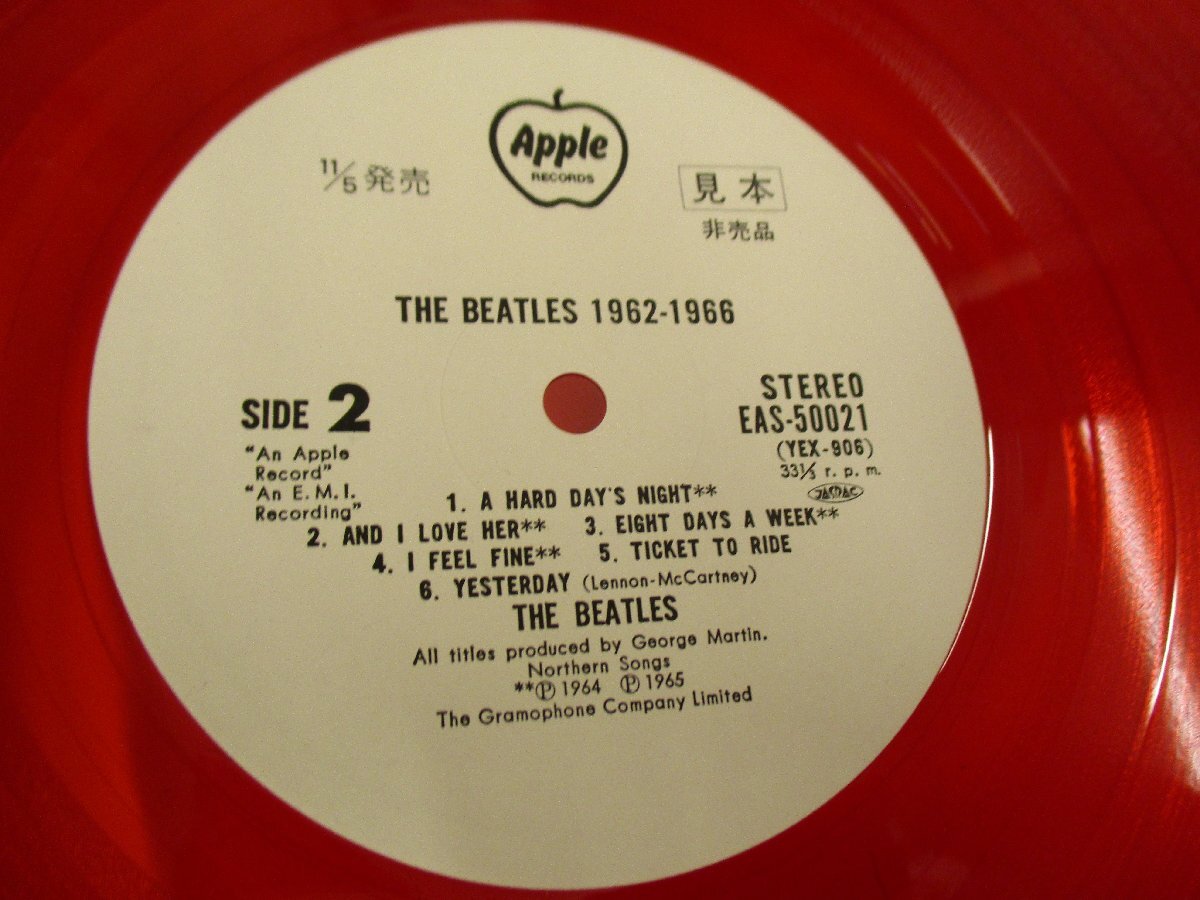 Apple
RECORDS
11/5発売
見本
非売品
THE BEATLES 1962-1966
SIDE 2
STEREO
EAS-50021
(YEX-906)
33⅓ r. p. m.
JASRAC
"An Apple
Record"
"An E. M. I.
Recording"
1. A HARD DAY'S NIGHT**
2. AND I LOVE HER** 3. EIGHT DAYS A WEEK**
4. I FEEL FINE** 5. TICKET TO RIDE
6. YESTERDAY (Lennon-McCartney)
THE BEATLES
All titles produced by George Martin.
Northern Songs
**Ⓟ 1964 Ⓟ 1965
The Gramophone Company Limited